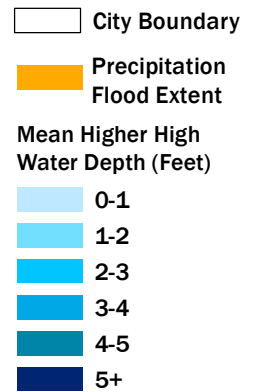 City Boundary
Precipitation
Flood Extent
Mean Higher High
Water Depth (Feet)
0-1
1-2
2-3
3-4
4-5
5+